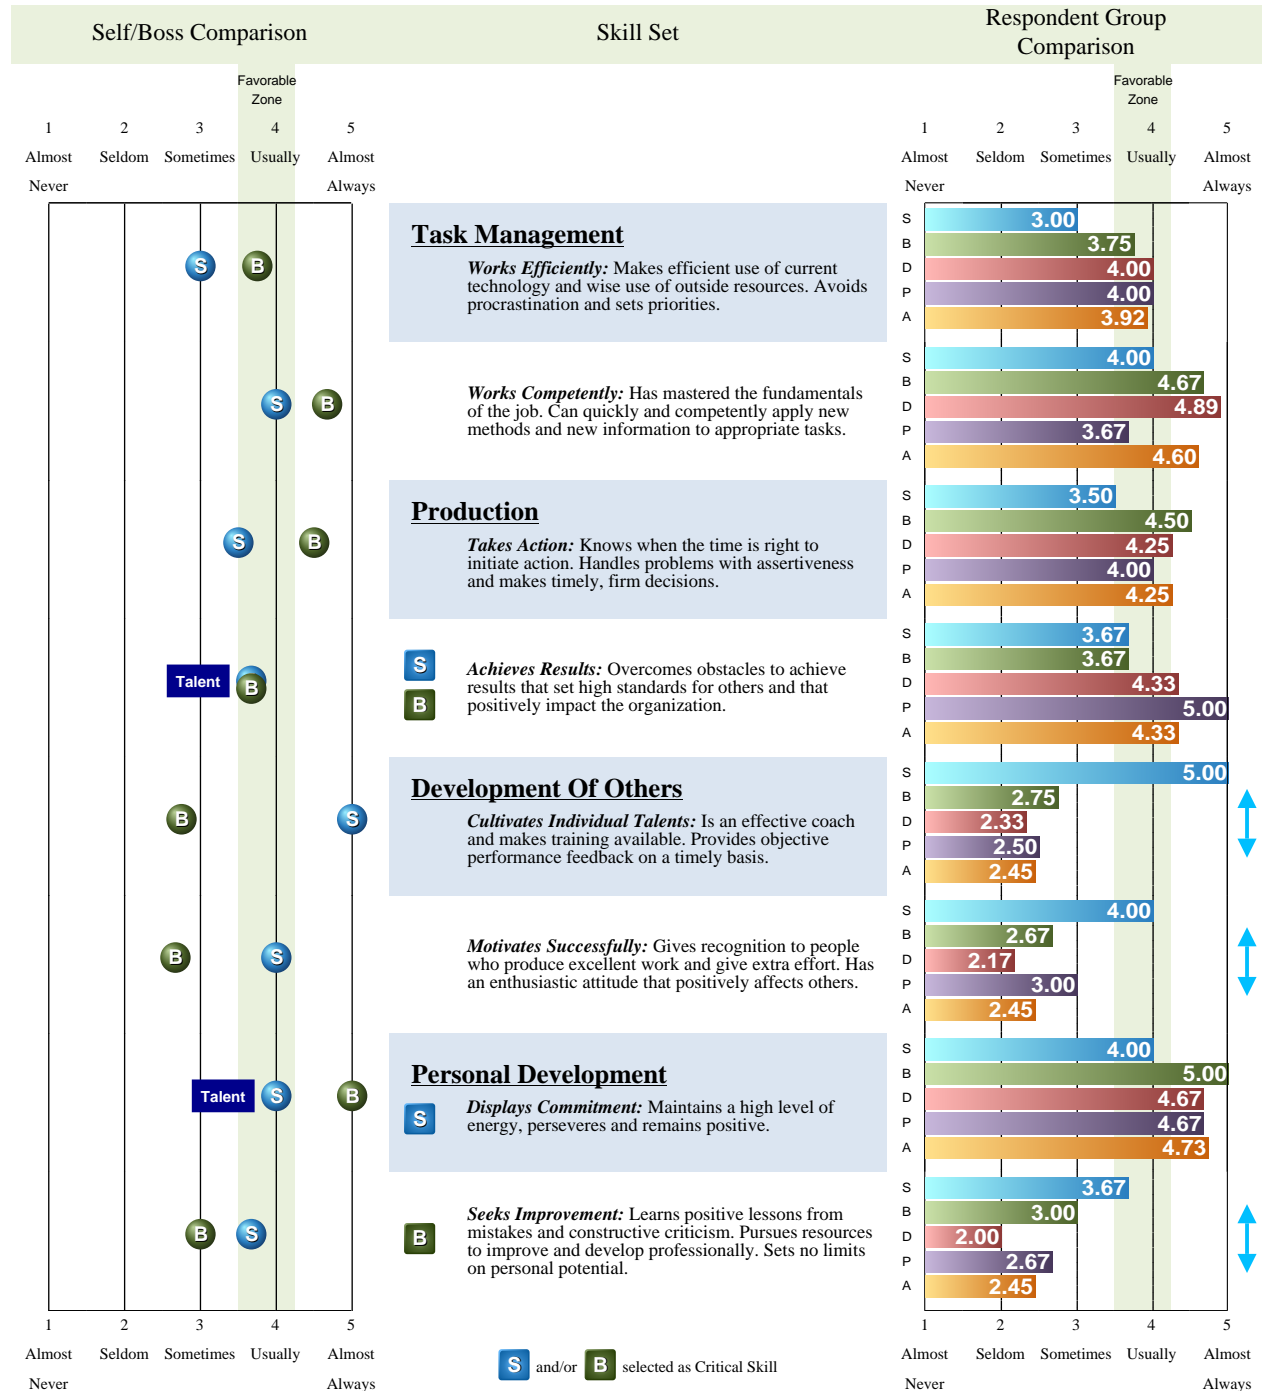 Self/Boss Comparison
Skill Set
Respondent Group
Comparison
Favorable
Zone
1 2 3 4 5
Almost Seldom Sometimes Usually Almost
Never Always
Favorable
Zone
1 2 3 4 5
Almost Seldom Sometimes Usually Almost
Never Always
Task Management
S B
Works Efficiently: Makes efficient use of current
technology and wise use of outside resources. Avoids
procrastination and sets priorities.
S 3.00
B 3.75
D 4.00
P 4.00
A 3.92
S B
Works Competently: Has mastered the fundamentals
of the job. Can quickly and competently apply new
methods and new information to appropriate tasks.
S 4.00
B 4.67
D 4.89
P 3.67
A 4.60
Production
S B
Takes Action: Knows when the time is right to
initiate action. Handles problems with assertiveness
and makes timely, firm decisions.
S 3.50
B 4.50
D 4.25
P 4.00
A 4.25
Talent B
S
B
Achieves Results: Overcomes obstacles to achieve
results that set high standards for others and that
positively impact the organization.
S 3.67
B 3.67
D 4.33
P 5.00
A 4.33
Development Of Others
B S
Cultivates Individual Talents: Is an effective coach
and makes training available. Provides objective
performance feedback on a timely basis.
S 5.00
B 2.75
D 2.33
P 2.50
A 2.45
B S
Motivates Successfully: Gives recognition to people
who produce excellent work and give extra effort. Has
an enthusiastic attitude that positively affects others.
S 4.00
B 2.67
D 2.17
P 3.00
A 2.45
Personal Development
Talent S B
S
Displays Commitment: Maintains a high level of
energy, perseveres and remains positive.
S 4.00
B 5.00
D 4.67
P 4.67
A 4.73
B S
B
Seeks Improvement: Learns positive lessons from
mistakes and constructive criticism. Pursues resources
to improve and develop professionally. Sets no limits
on personal potential.
S 3.67
B 3.00
D 2.00
P 2.67
A 2.45
1 2 3 4 5
Almost Seldom Sometimes Usually Almost
Never Always
S and/or B selected as Critical Skill
1 2 3 4 5
Almost Seldom Sometimes Usually Almost
Never Always